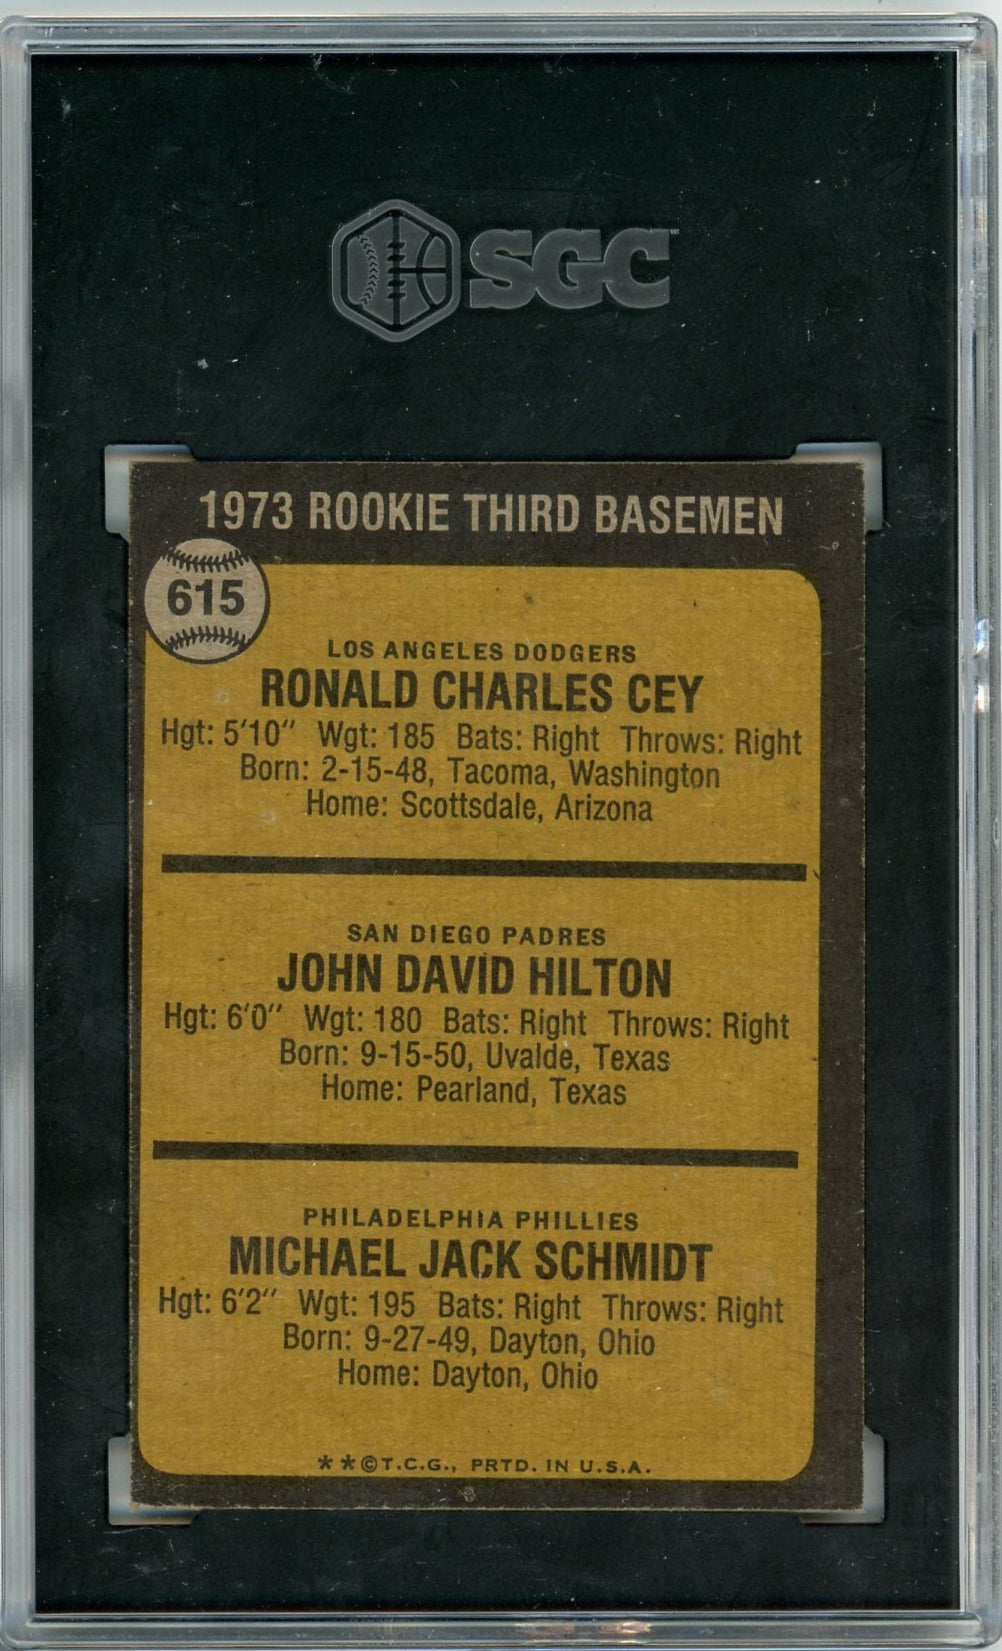 SGC
1973 ROOKIE THIRD BASEMEN
615
LOS ANGELES DODGERS
RONALD CHARLES CEY
Hgt: 5'10" Wgt: 185 Bats: Right Throws: Right
Born: 2-15-48, Tacoma, Washington
Home: Scottsdale, Arizona
SAN DIEGO PADRES
JOHN DAVID HILTON
Hgt: 6'0" Wgt: 180 Bats: Right Throws: Right
Born: 9-15-50, Uvalde, Texas
Home: Pearland, Texas
PHILADELPHIA PHILLIES
MICHAEL JACK SCHMIDT
Hgt: 6'2" Wgt: 195 Bats: Right Throws: Right
Born: 9-27-49, Dayton, Ohio
Home: Dayton, Ohio
**©T.C.G., PRTD. IN U.S.A.